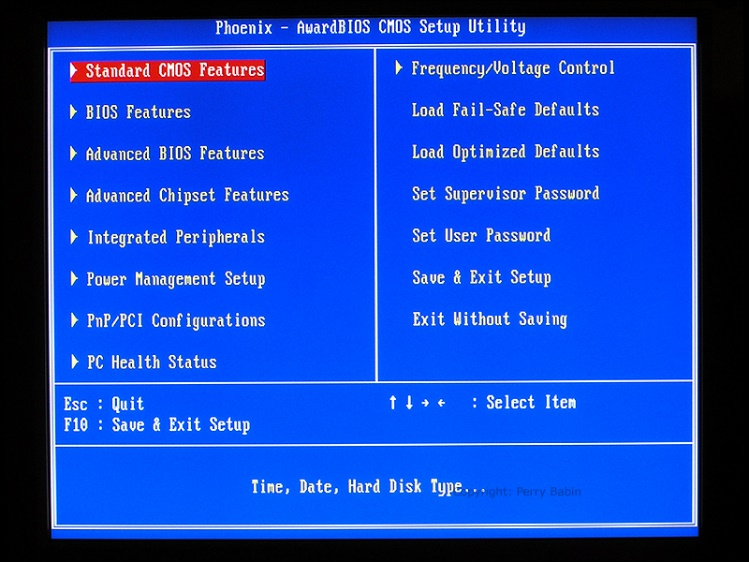 Phoenix - AwardBIOS CMOS Setup Utility
Standard CMOS Features
BIOS Features
Advanced BIOS Features
Advanced Chipset Features
Integrated Peripherals
Power Management Setup
PnP/PCI Configurations
PC Health Status
Frequency/Voltage Control
Load Fail-Safe Defaults
Load Optimized Defaults
Set Supervisor Password
Set User Password
Save & Exit Setup
Exit Without Saving
Esc : Quit
F10 : Save & Exit Setup
↑ ↓ → ← : Select Item
Time, Date, Hard Disk Type...
Copyright: Perry Babin